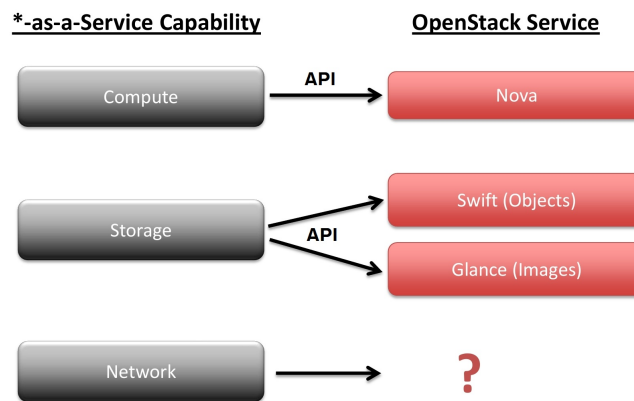 *-as-a-Service Capability OpenStack Service
Compute API Nova
Storage API Swift (Objects)
Glance (Images)
Network ?